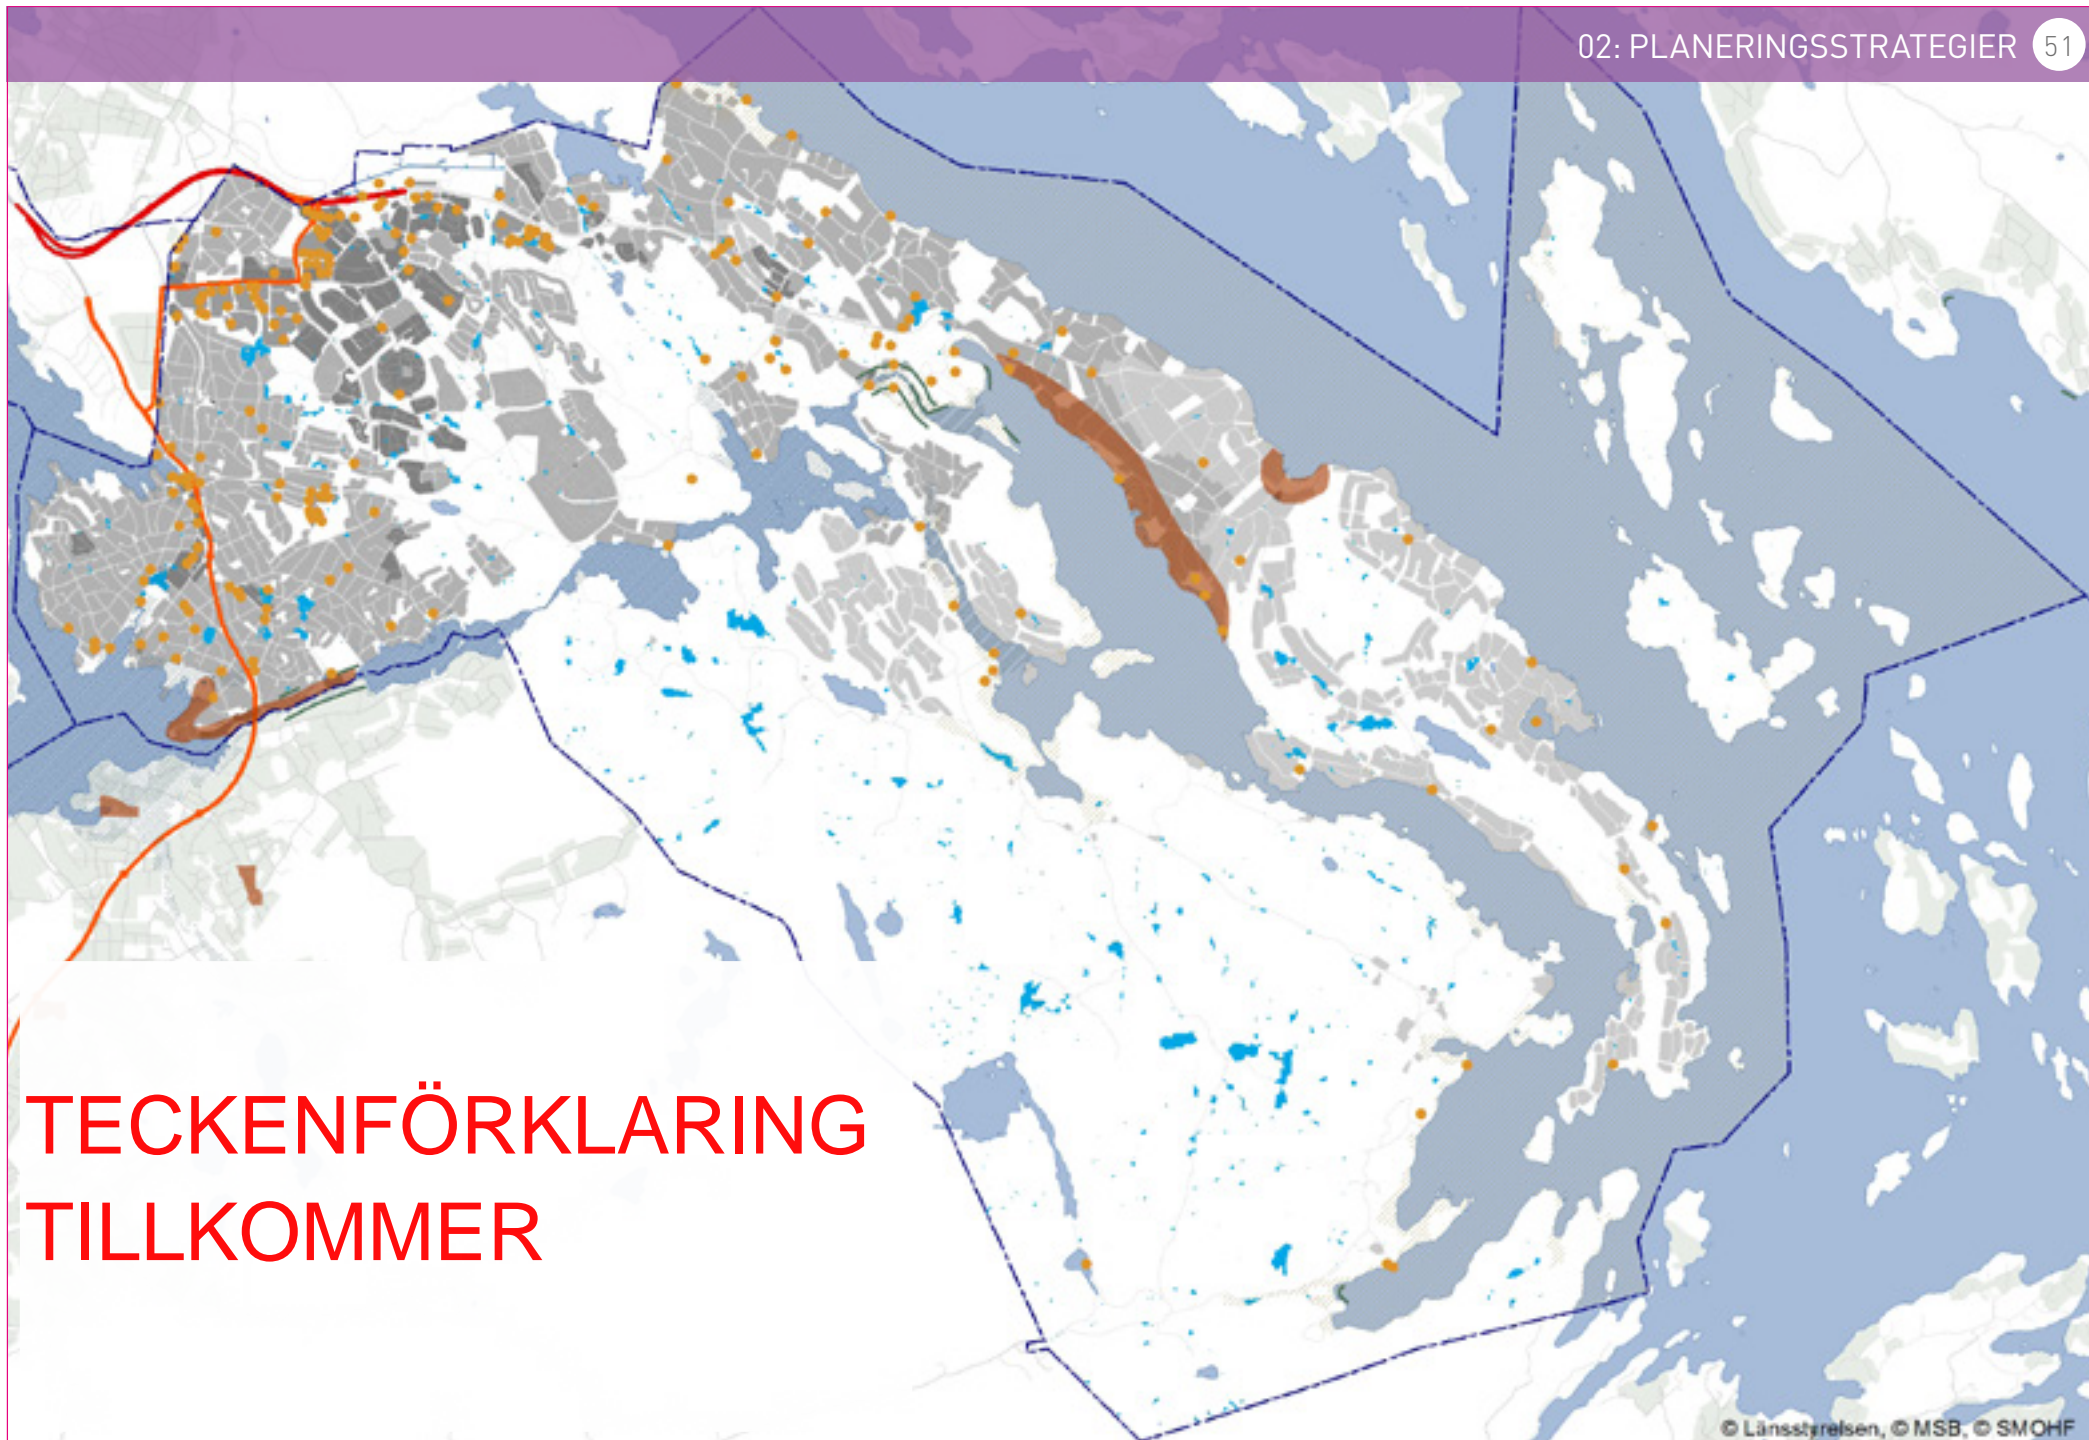 02: PLANERINGSSTRATEGIER 51
TECKENFÖRKLARING
TILLKOMMER
© Länsstyrelsen, © MSB, © SMOHF